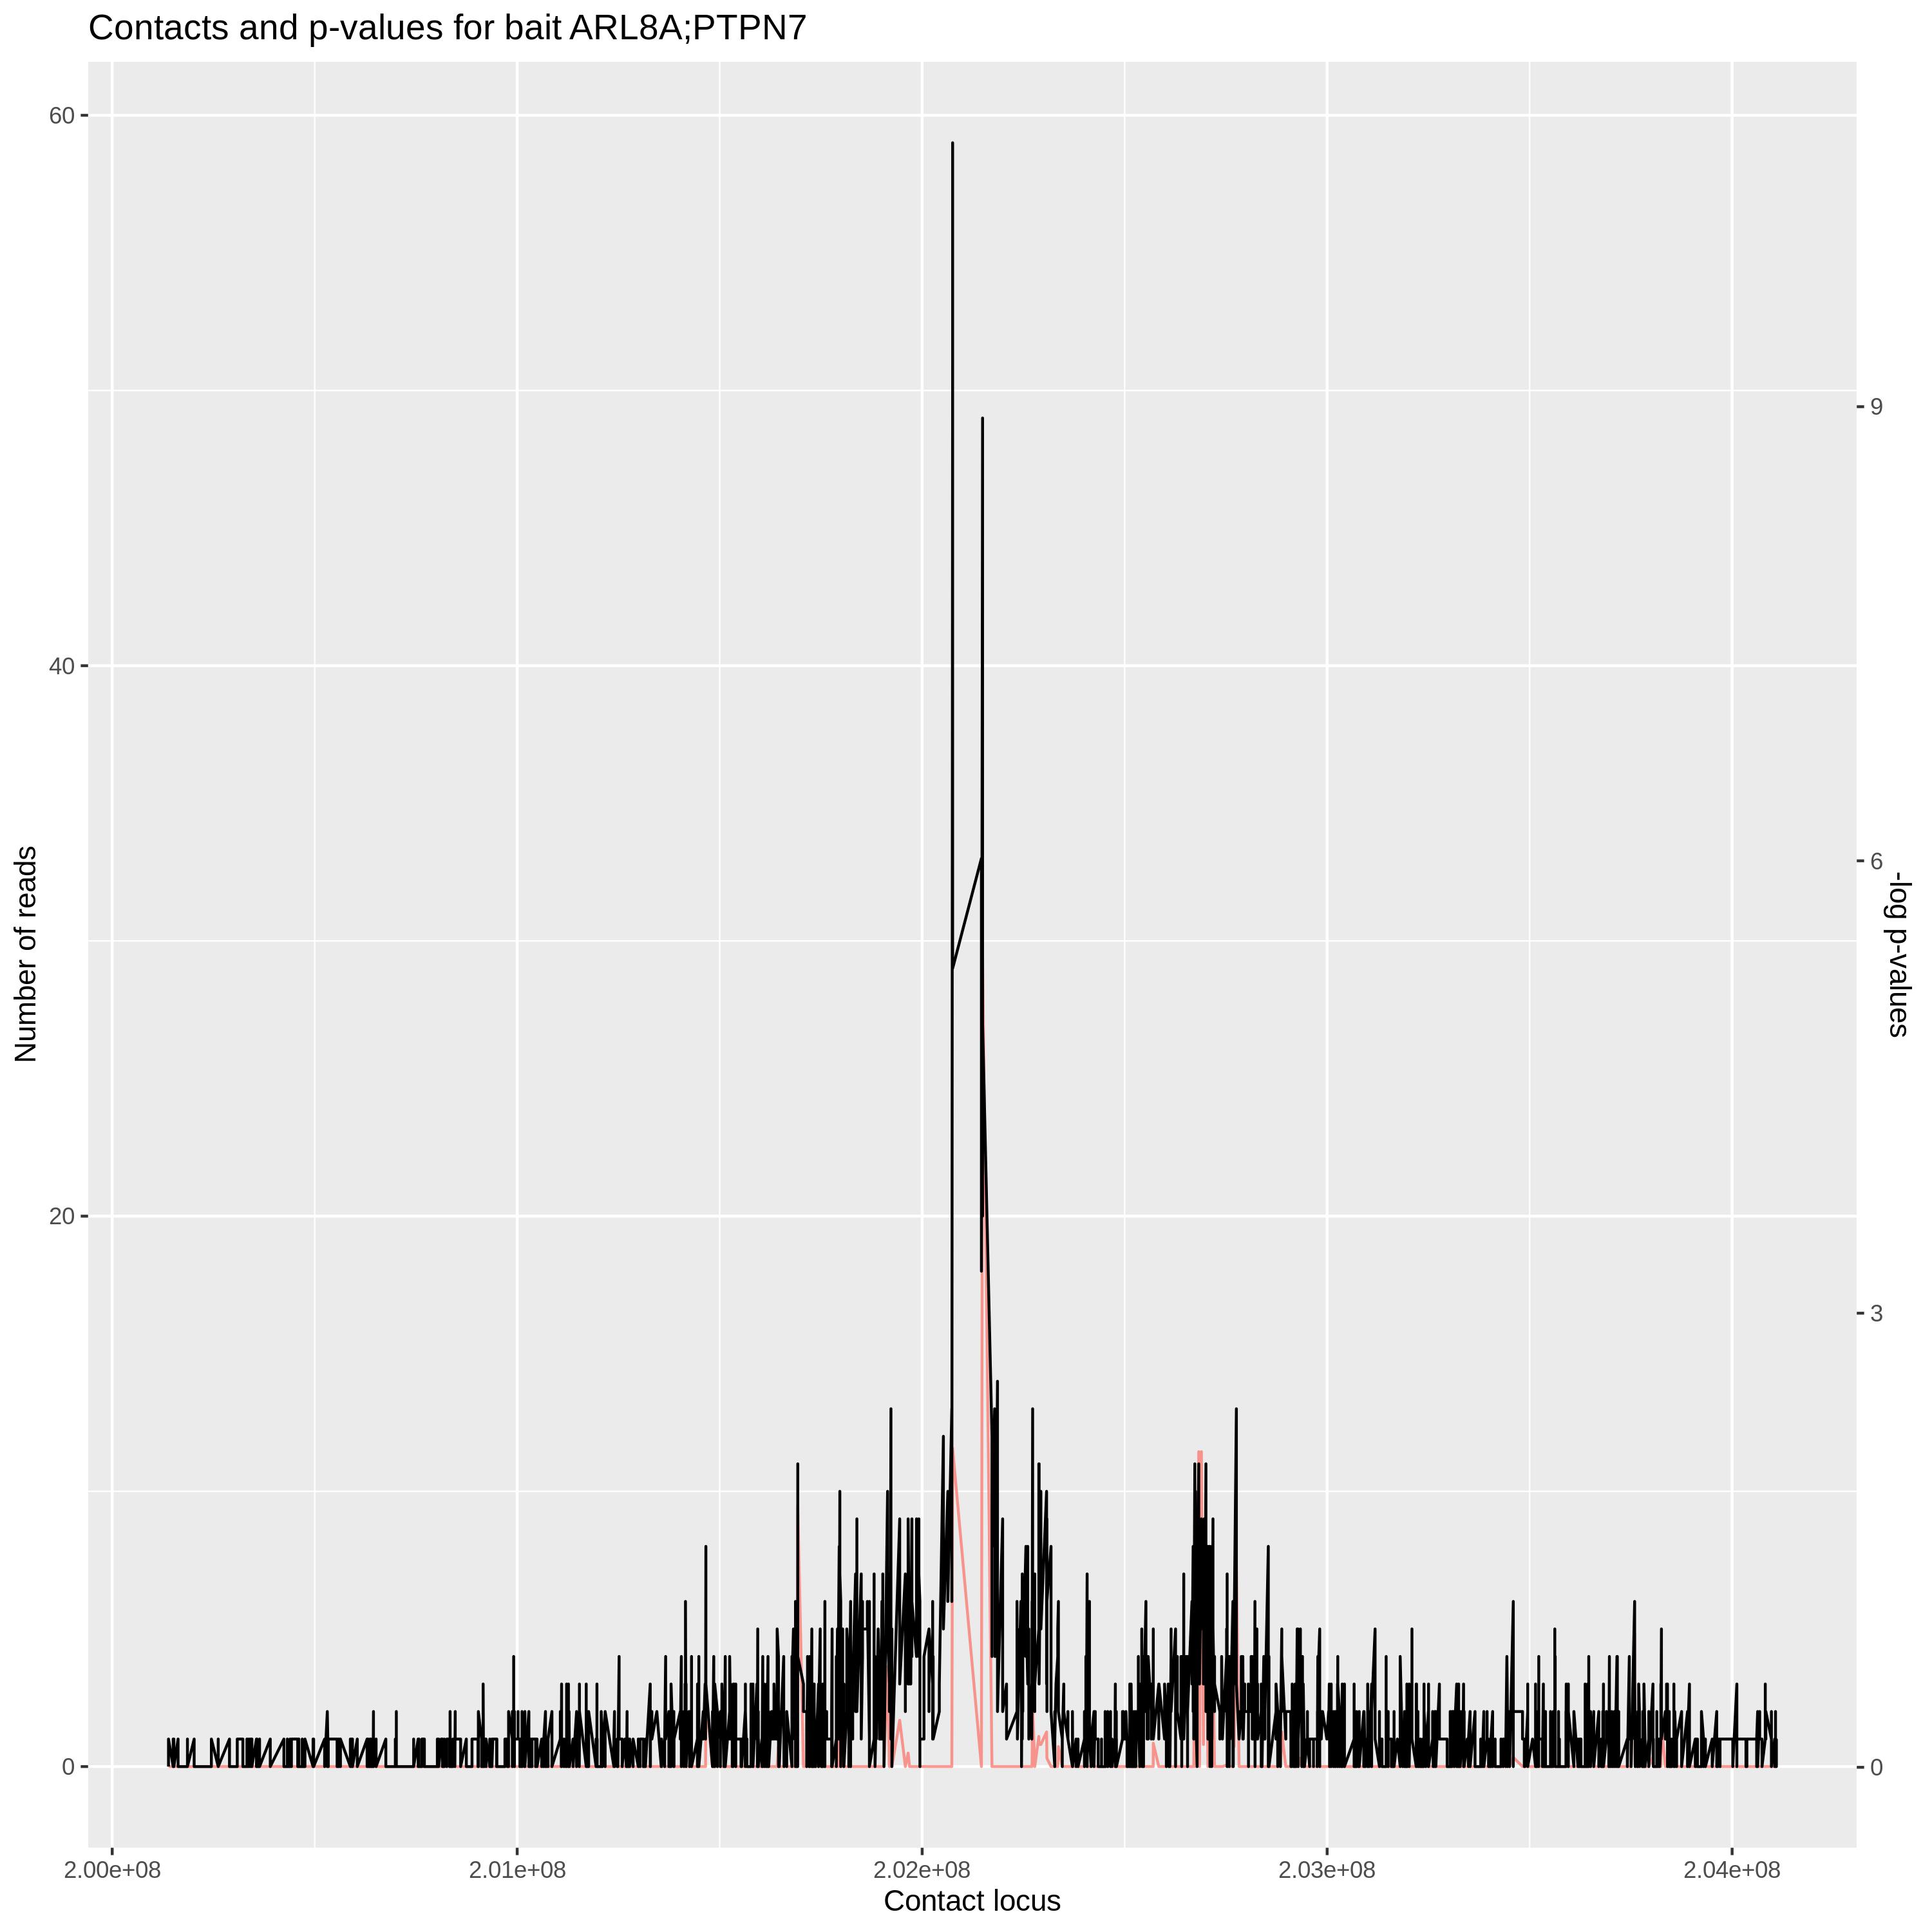 Contacts and p-values for bait ARL8A;PTPN7
60
40
20
0
Number of reads
9
6
3
0
-log p-values
2.00e+08 2.01e+08 2.02e+08 2.03e+08 2.04e+08
Contact locus